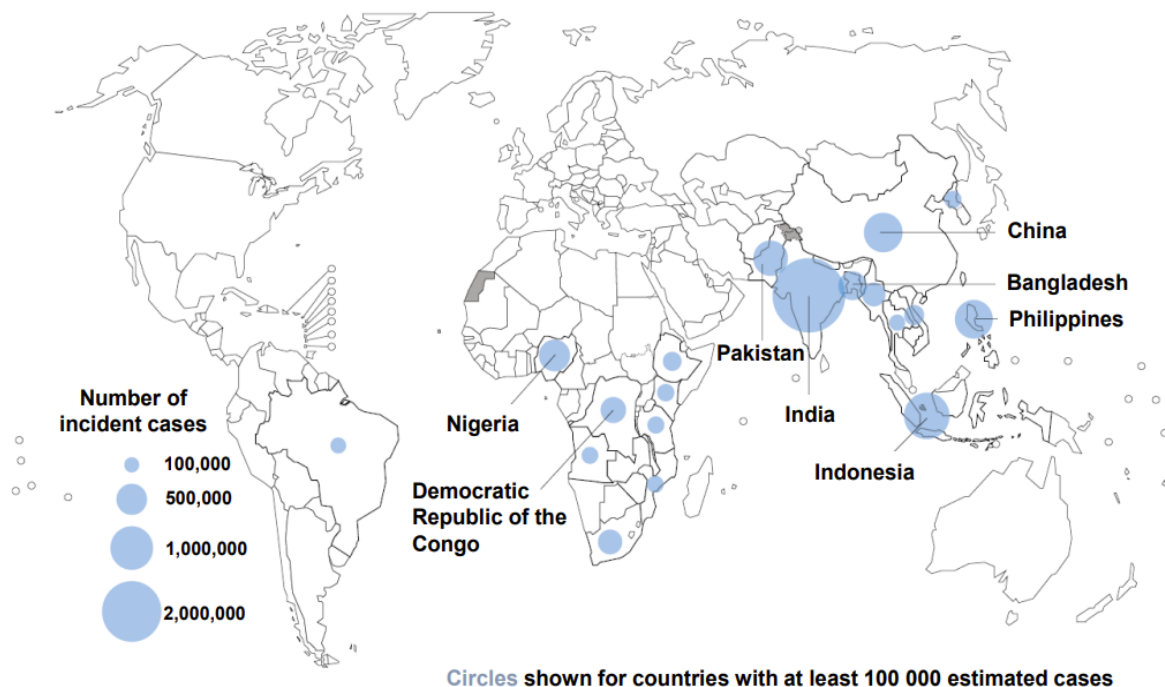 China
Bangladesh
Philippines
Pakistan
India
Indonesia
Nigeria
Democratic
Republic of the
Congo
Number of
incident cases
100,000
500,000
1,000,000
2,000,000
Circles shown for countries with at least 100 000 estimated cases